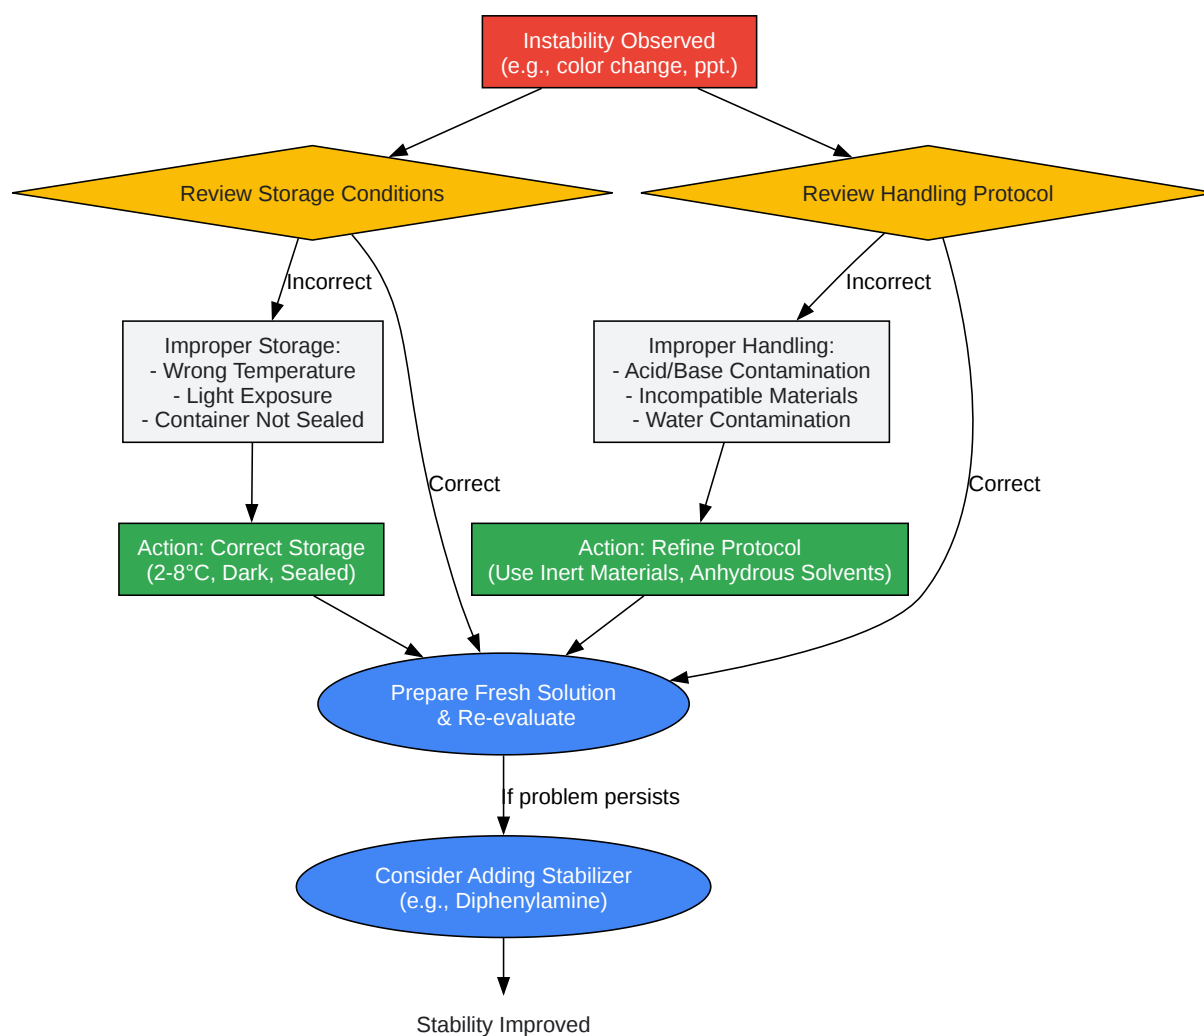 Instability Observed
(e.g., color change, ppt.)
Review Storage Conditions
Review Handling Protocol
Incorrect
Incorrect
Improper Storage:
- Wrong Temperature
- Light Exposure
- Container Not Sealed
Improper Handling:
- Acid/Base Contamination
- Incompatible Materials
- Water Contamination
Correct
Correct
Action: Correct Storage
(2-8°C, Dark, Sealed)
Action: Refine Protocol
(Use Inert Materials, Anhydrous Solvents)
Prepare Fresh Solution
& Re-evaluate
If problem persists
Consider Adding Stabilizer
(e.g., Diphenylamine)
Stability Improved